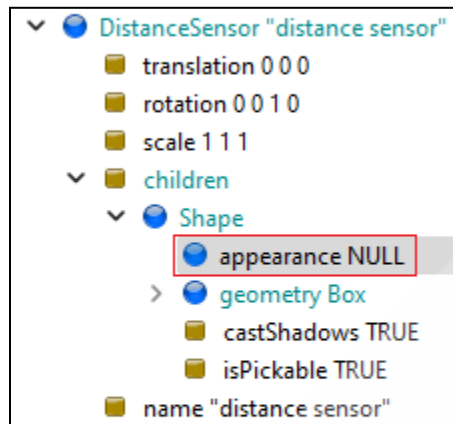 DistanceSensor "distance sensor"
translation 0 0 0
rotation 0 0 1 0
scale 1 1 1
children
Shape
appearance NULL
geometry Box
castShadows TRUE
isPickable TRUE
name "distance sensor"